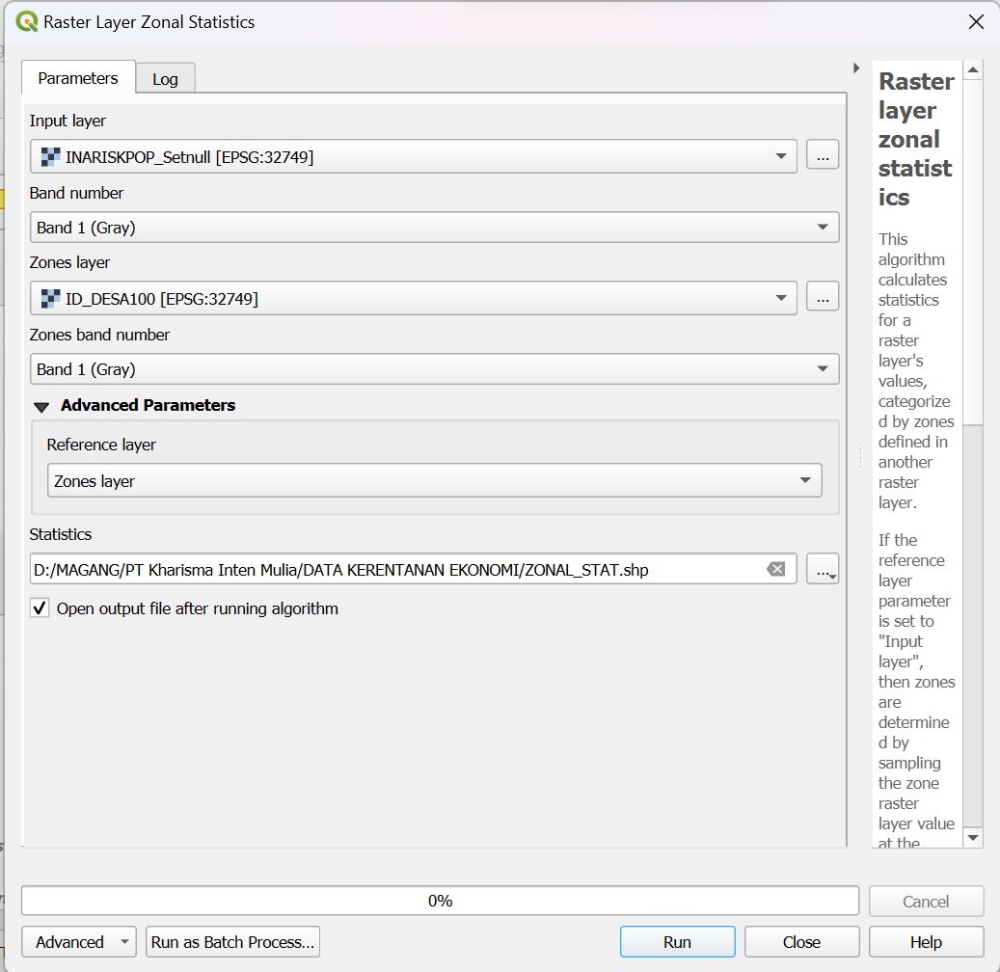 Raster Layer Zonal Statistics
Parameters
Log
Input layer
INARISKPOP_Setnull [EPSG:32749]
...
Band number
Band 1 (Gray)
Zones layer
ID_DESA100 [EPSG:32749]
...
Zones band number
Band 1 (Gray)
Advanced Parameters
Reference layer
Zones layer
Statistics
D:/MAGANG/PT Kharisma Inten Mulia/DATA KERENTANAN EKONOMI/ZONAL_STAT.shp
...
Open output file after running algorithm
Raster
layer
zonal
statist
ics
This
algorithm
calculates
statistics
for a
raster
layer's
values,
categorize
d by zones
defined in
another
raster
layer.
If the
reference
layer
parameter
is set to
"Input
layer",
then zones
are
determine
d by
sampling
the zone
raster
layer value
at the
0%
Cancel
Advanced
Run as Batch Process...
Run
Close
Help